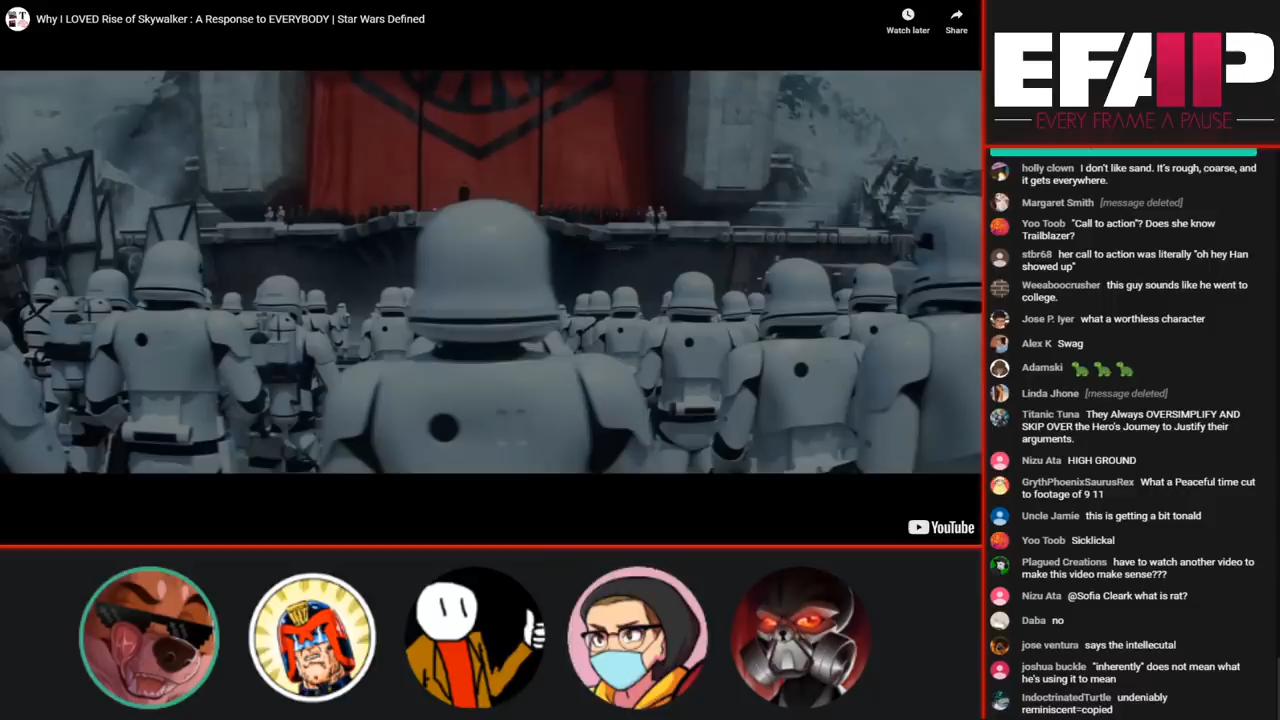 Why I LOVED Rise of Skywalker : A Response to EVERYBODY | Star Wars Defined
Watch later
Share
YouTube
EFAP
EVERY FRAME A PAUSE
holly clown I don't like sand. It's rough, coarse, and
it gets everywhere.
Margaret Smith [message deleted]
Yoo Toob "Call to action"? Does she know
Trailblazer?
stbr68 her call to action was literally "oh hey Han
showed up"
Weeaboocrusher this guy sounds like he went to
college.
Jose P. Iyer what a worthless character
Alex K Swag
Adamski 🦕 🦕 🦕
Linda Jhone [message deleted]
Titanic Tuna They Always OVERSIMPLIFY AND
SKIP OVER the Hero's Journey to Justify their
arguments.
Nizu Ata HIGH GROUND
GrythPhoenixSaurusRex What a Peaceful time cut
to footage of 9 11
Uncle Jamie this is getting a bit tonald
Yoo Toob Sicklickal
Plagued Creations have to watch another video to
make this video make sense???
Nizu Ata @Sofia Cleark what is rat?
Daba no
jose ventura says the intellecutal
joshua buckle "inherently" does not mean what
he's using it to mean
IndoctrinatedTurtle undeniably
reminiscent=copied